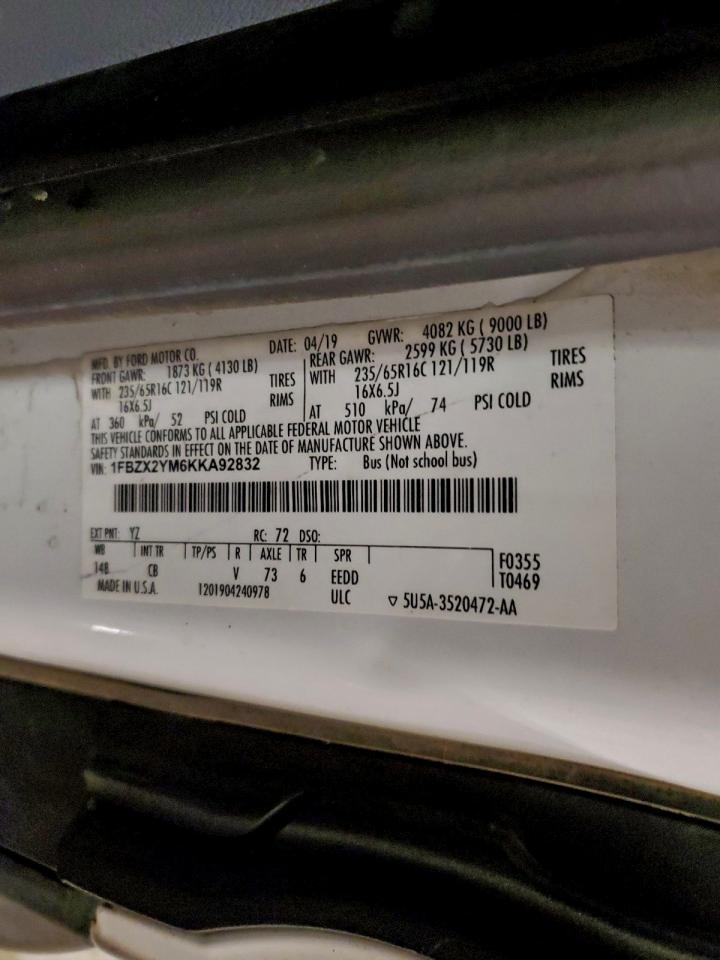 MFD. BY FORD MOTOR CO. DATE: 04/19 GVWR: 4082 KG ( 9000 LB)
FRONT GAWR: 1873 KG ( 4130 LB) REAR GAWR: 2599 KG ( 5730 LB)
WITH 235/65R16C 121/119R TIRES WITH 235/65R16C 121/119R TIRES
16X6.5J RIMS 16X6.5J RIMS
AT 360 kPa/ 52 PSI COLD AT 510 kPa/ 74 PSI COLD
THIS VEHICLE CONFORMS TO ALL APPLICABLE FEDERAL MOTOR VEHICLE
SAFETY STANDARDS IN EFFECT ON THE DATE OF MANUFACTURE SHOWN ABOVE.
VIN: 1FBZX2YM6KKA92832 TYPE: Bus (Not school bus)
EXT PNT: YZ RC: 72 DSO:
WB INT TR TP/PS R AXLE TR SPR F0355
148 CB V 73 6 EEDD T0469
MADE IN U.S.A. 1201904240978 ULC 5U5A-3520472-AA